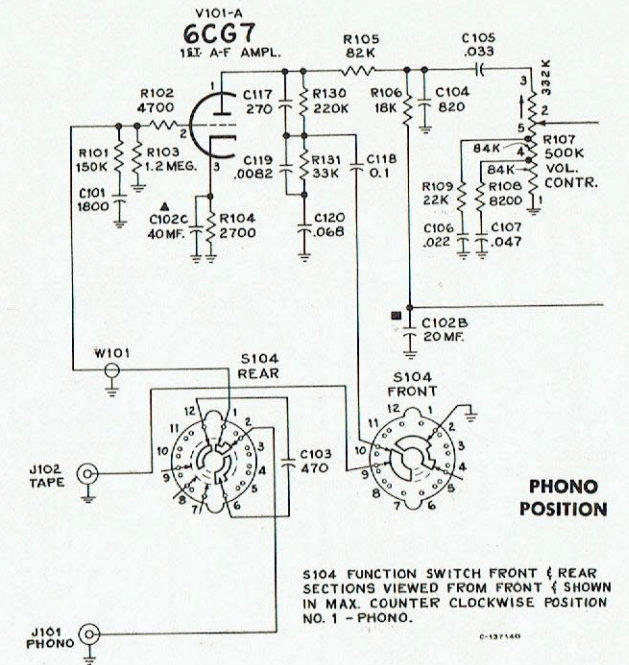 V101-A
6CG7
1ST. A-F AMPL.
R102
4700
R101
150K
R103
1.2 MEG.
C101
1800
1
2
3
C102C
40 MF.
R104
2700
C117
270
R130
220K
C119
.0082
R131
33K
C120
.068
C118
0.1
R105
82K
R106
18K
C104
820
C105
.033
3
332K
2
5
4
84K
84K
1
R107
500K
VOL.
CONTR.
R109
22K
R108
8200
C106
.022
C107
.047
C102B
20 MF.
W101
S104
REAR
12
1
2
3
4
5
6
7
8
9
10
11
C103
470
S104
FRONT
12
1
2
3
4
5
6
7
8
9
10
11
J102
TAPE
PHONO
POSITION
J101
PHONO
S104 FUNCTION SWITCH FRONT & REAR
SECTIONS VIEWED FROM FRONT & SHOWN
IN MAX. COUNTER CLOCKWISE POSITION
NO. 1 - PHONO.
C-137140